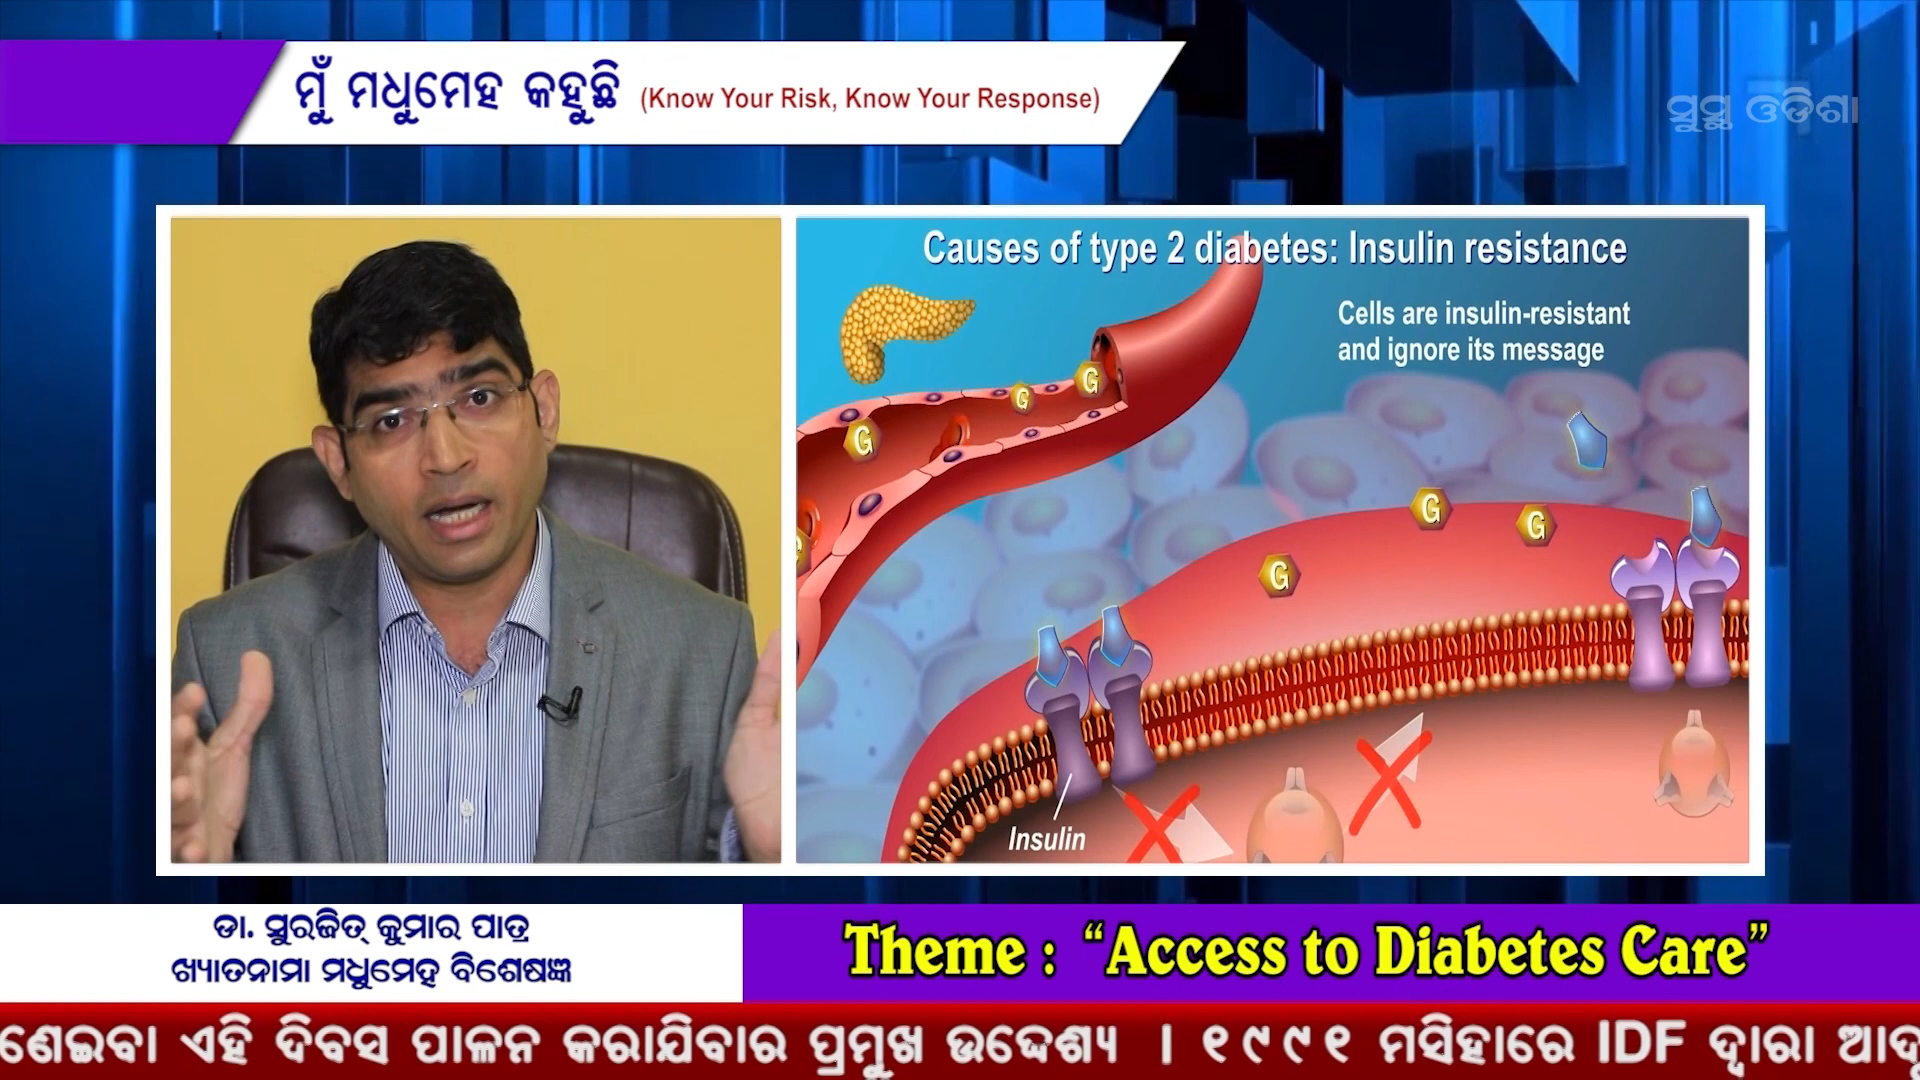 ମୁଁ ମଧୁମେହ କହୁଛି (Know Your Risk, Know Your Response)
ସୁସ୍ଥ ଓଡିଶା
Causes of type 2 diabetes: Insulin resistance
Cells are insulin-resistant
and ignore its message
G
G
G
G
G
G
Insulin
ଡା. ସୁରଜିତ୍ କୁମାର ପାତ୍ର
ଖ୍ୟାତନାମା ମଧୁମେହ ବିଶେଷଜ୍ଞ
Theme : “Access to Diabetes Care”
ଣେଇବା ଏହି ଦିବସ ପାଳନ କରାଯିବାର ପ୍ରମୁଖ ଉଦ୍ଦେଶ୍ୟ । ୧୯୯୧ ମସିହାରେ IDF ଦ୍ୱାରା